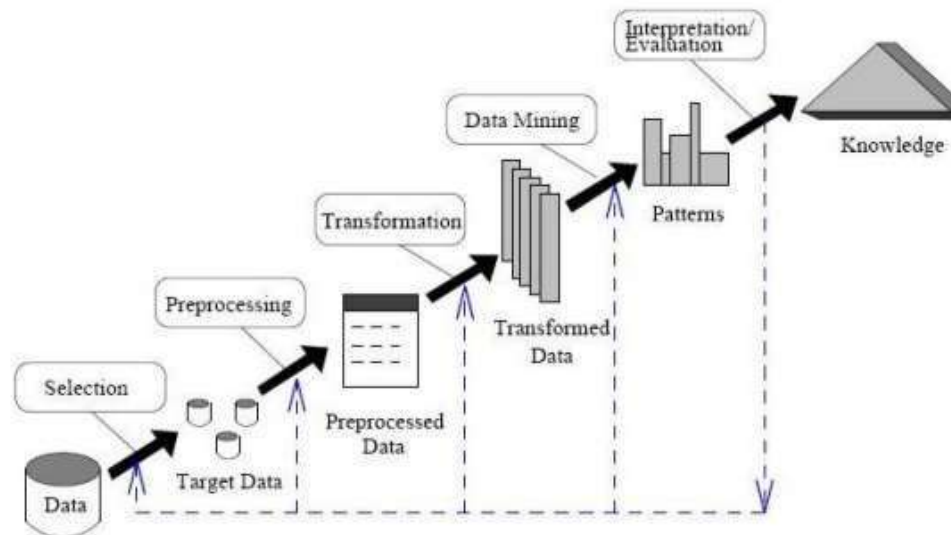 Interpretation/
Evaluation
Knowledge
Data Mining
Patterns
Transformation
Transformed
Data
Preprocessing
Preprocessed
Data
Selection
Target Data
Data